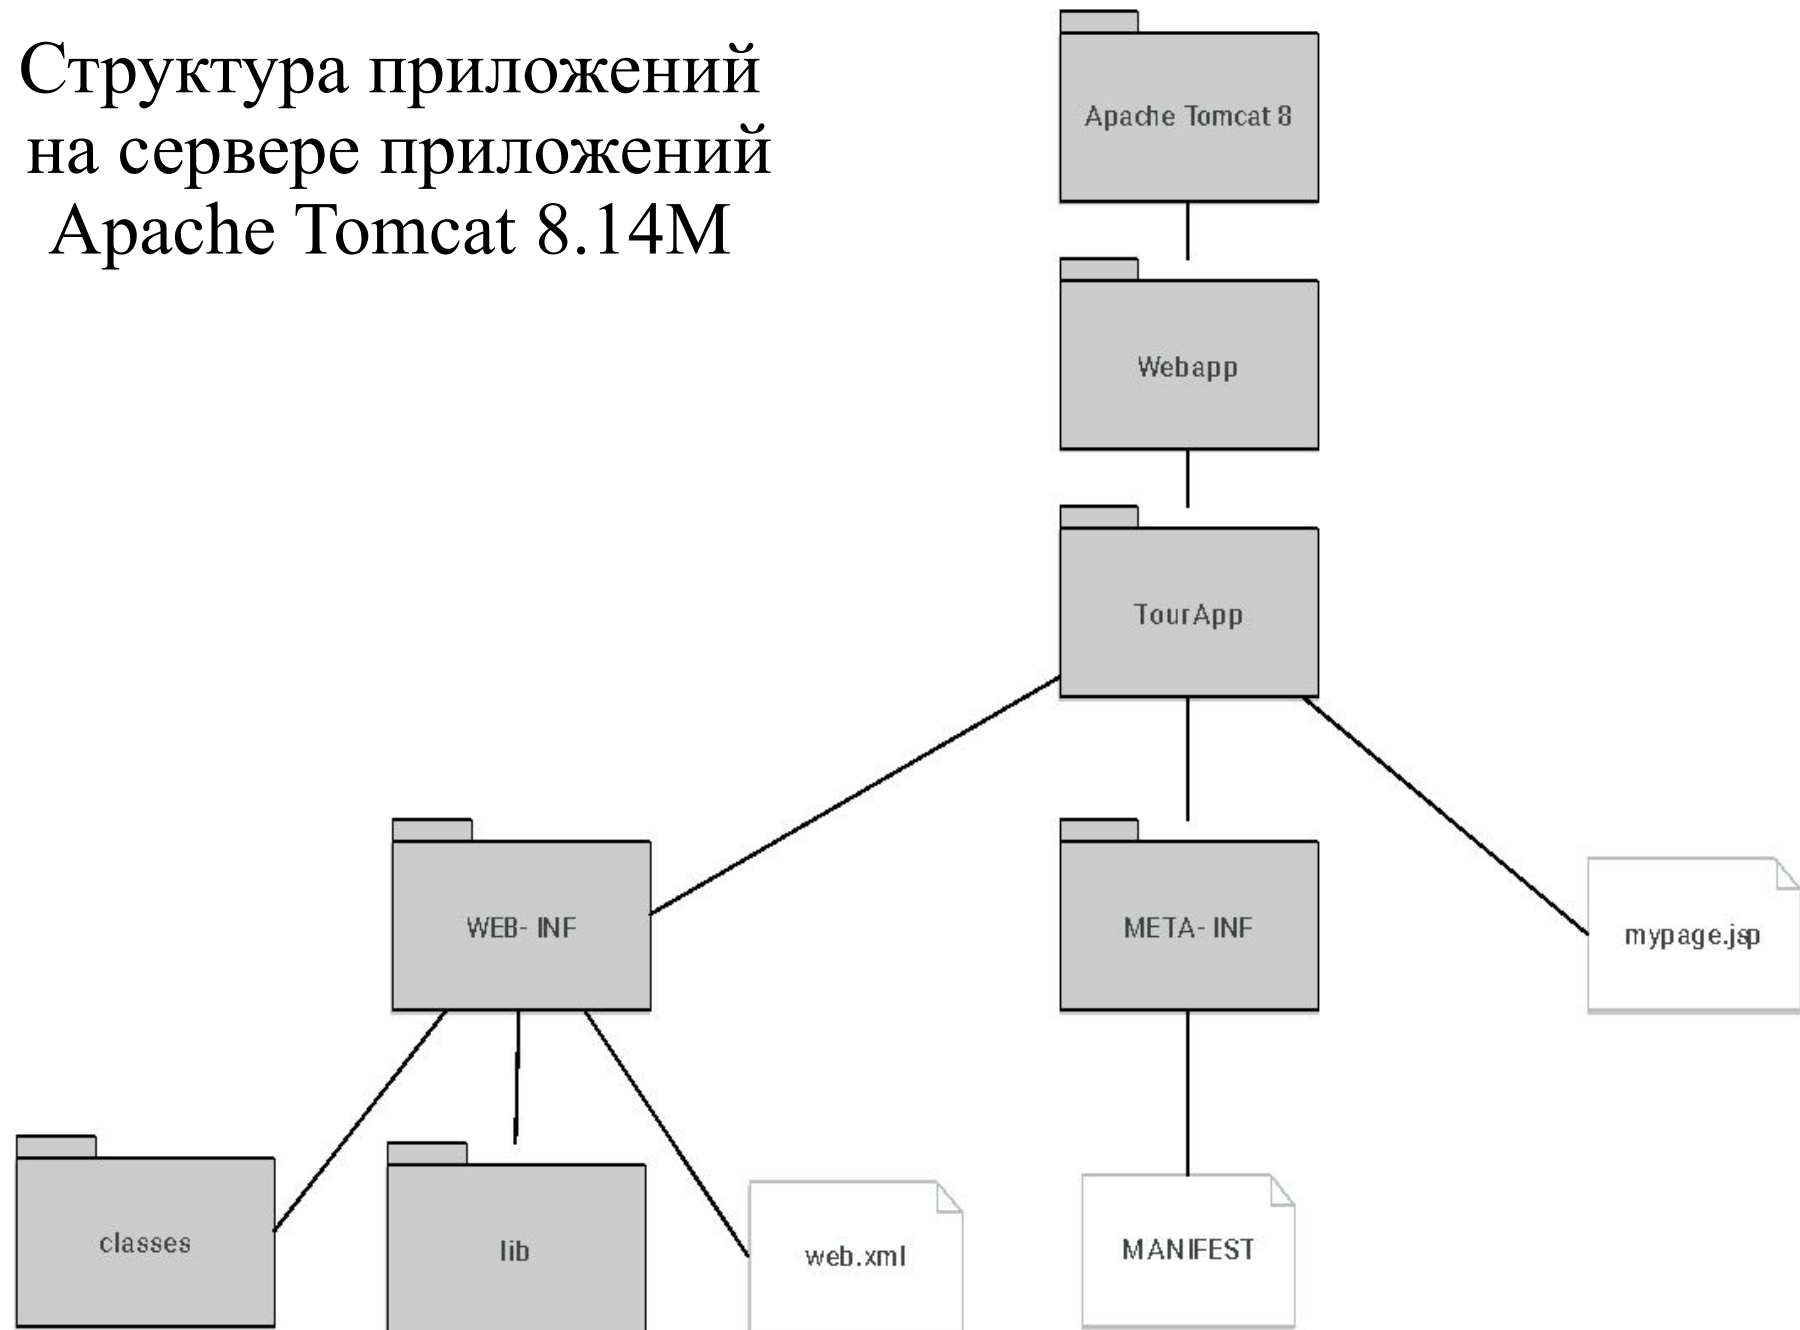 Структура приложений
на сервере приложений
Apache Tomcat 8.14M
Apache Tomcat 8
Webapp
TourApp
WEB- INF
META- INF
mypage.jsp
classes
lib
web.xml
MANIFEST